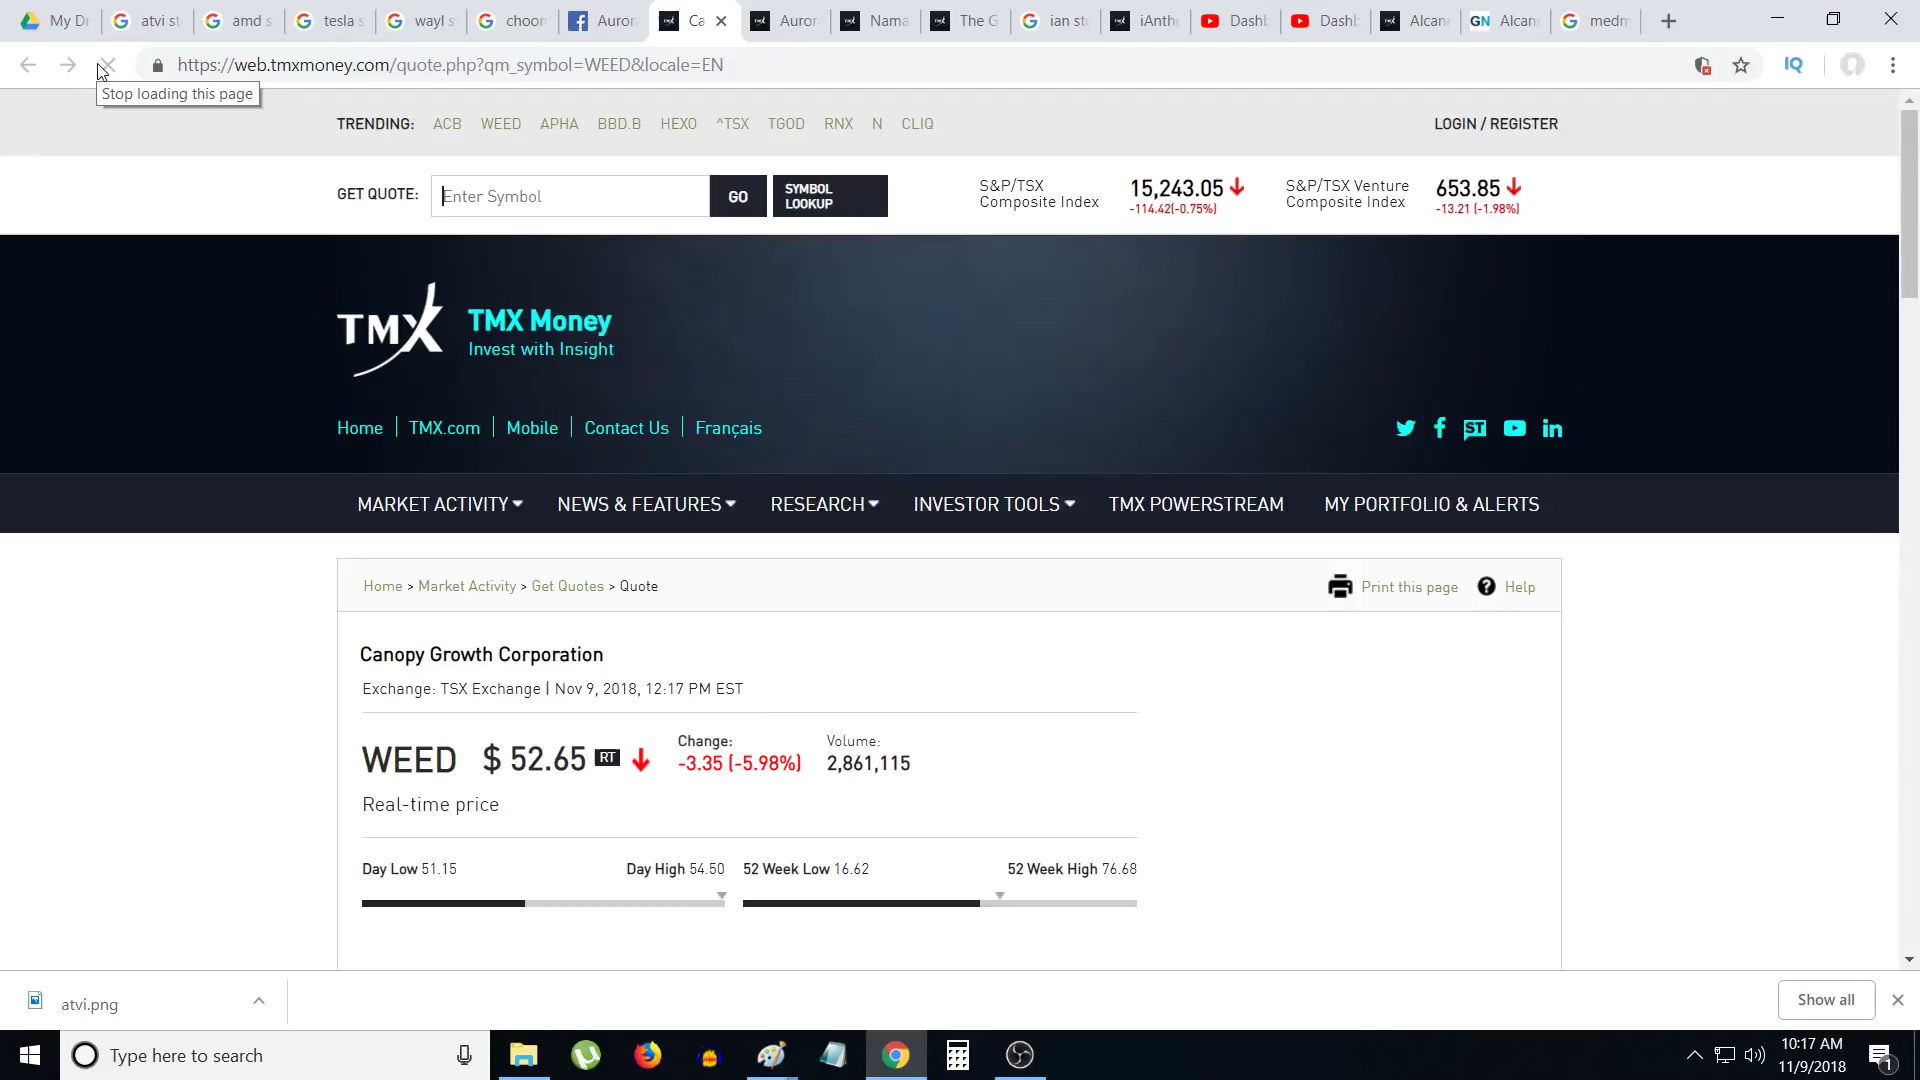 My Dr
atvi st
amd s
tesla s
wayl s
choom
Auror
Ca
Auror
Nama
The G
ian sto
iAnthu
Dashb
Dashb
Alcan
Alcann
medm
https://web.tmxmoney.com/quote.php?qm_symbol=WEED&locale=EN
IQ
Stop loading this page
TRENDING: ACB WEED APHA BBD.B HEXO ^TSX TGOD RNX N CLIQ
LOGIN / REGISTER
GET QUOTE: Enter Symbol GO SYMBOL
LOOKUP
S&P/TSX
Composite Index
15,243.05
-114.42(-0.75%)
S&P/TSX Venture
Composite Index
653.85
-13.21 (-1.98%)
TMX
TMX Money
Invest with Insight
Home | TMX.com | Mobile | Contact Us | Français
ST
MARKET ACTIVITY NEWS & FEATURES RESEARCH INVESTOR TOOLS TMX POWERSTREAM MY PORTFOLIO & ALERTS
Home > Market Activity > Get Quotes > Quote
Print this page ? Help
Canopy Growth Corporation
Exchange: TSX Exchange | Nov 9, 2018, 12:17 PM EST
WEED $ 52.65 RT
Change:
-3.35 (-5.98%)
Volume:
2,861,115
Real-time price
Day Low 51.15 Day High 54.50 52 Week Low 16.62 52 Week High 76.68
atvi.png
Show all
Type here to search
10:17 AM
11/9/2018
1